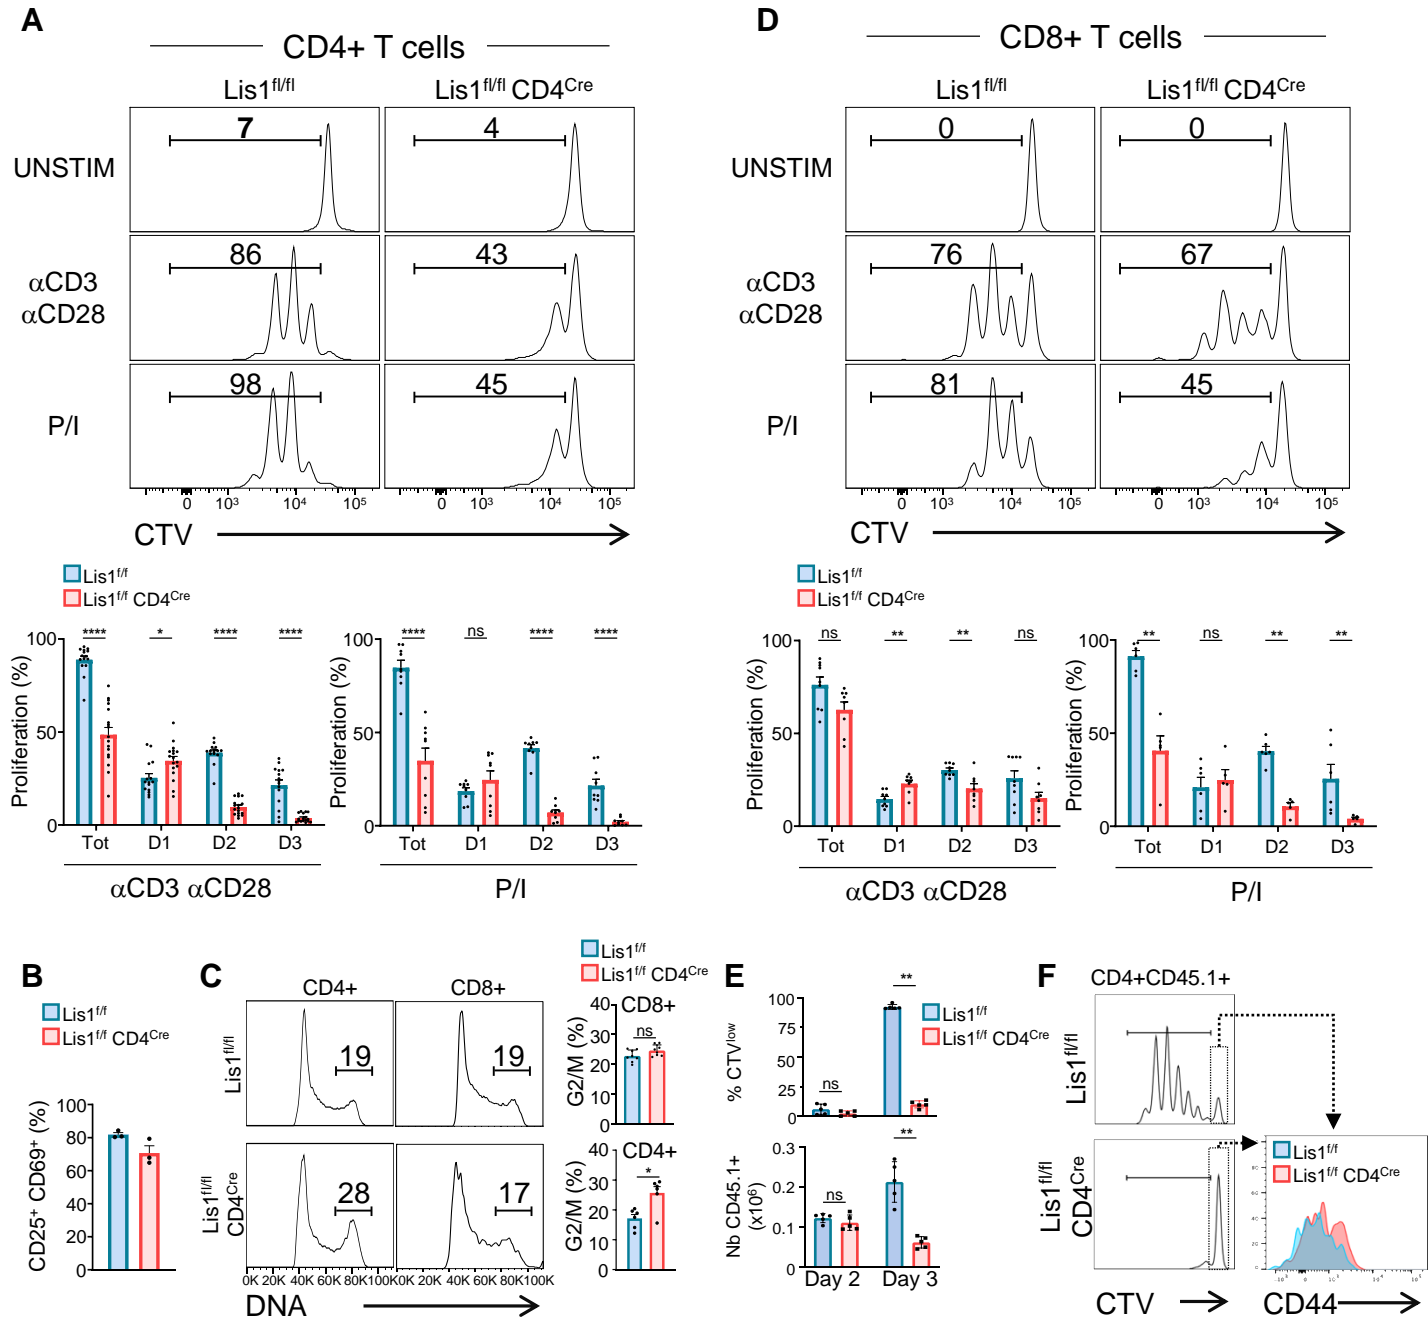 A
CD4+ T cells
Lis1fl/fl
Lis1fl/fl CD4Cre
UNSTIM
7
4
αCD3
αCD28
86
43
P/I
98
45
0 10³ 10⁴ 10⁵
0 10³ 10⁴ 10⁵
CTV
Lis1f/f
Lis1f/f CD4Cre
Proliferation (%)
100
50
0
**** * **** ****
Tot D1 D2 D3
αCD3 αCD28
Proliferation (%)
100
50
0
**** ns **** ****
Tot D1 D2 D3
P/I
D
CD8+ T cells
Lis1fl/fl
Lis1fl/fl CD4Cre
UNSTIM
0
0
αCD3
αCD28
76
67
P/I
81
45
0 10³ 10⁴ 10⁵
0 10³ 10⁴ 10⁵
CTV
Lis1f/f
Lis1f/f CD4Cre
Proliferation (%)
100
50
0
ns ** ** ns
Tot D1 D2 D3
αCD3 αCD28
Proliferation (%)
100
50
0
** ns ** **
Tot D1 D2 D3
P/I
B
Lis1f/f
Lis1f/f CD4Cre
CD25⁺ CD69⁺ (%)
100
80
60
40
20
0
C
CD4+
CD8+
Lis1fl/fl
19
19
Lis1fl/fl
CD4Cre
28
17
0K 20K 40K 60K 80K 100K
0K 20K 40K 60K 80K 100K
DNA
Lis1f/f
Lis1f/f CD4Cre
CD8+
G2/M (%)
40
30
20
10
0
ns
CD4+
G2/M (%)
40
30
20
10
0
*
E
% CTVlow
100
75
50
25
0
ns
**
Lis1f/f
Lis1f/f CD4Cre
Nb CD45.1+
(x10⁶)
0.3
0.2
0.1
0
ns
**
Day 2 Day 3
F
CD4+CD45.1+
Lis1fl/fl
Lis1fl/fl
CD4Cre
CTV
Lis1f/f
Lis1f/f CD4Cre
CD44